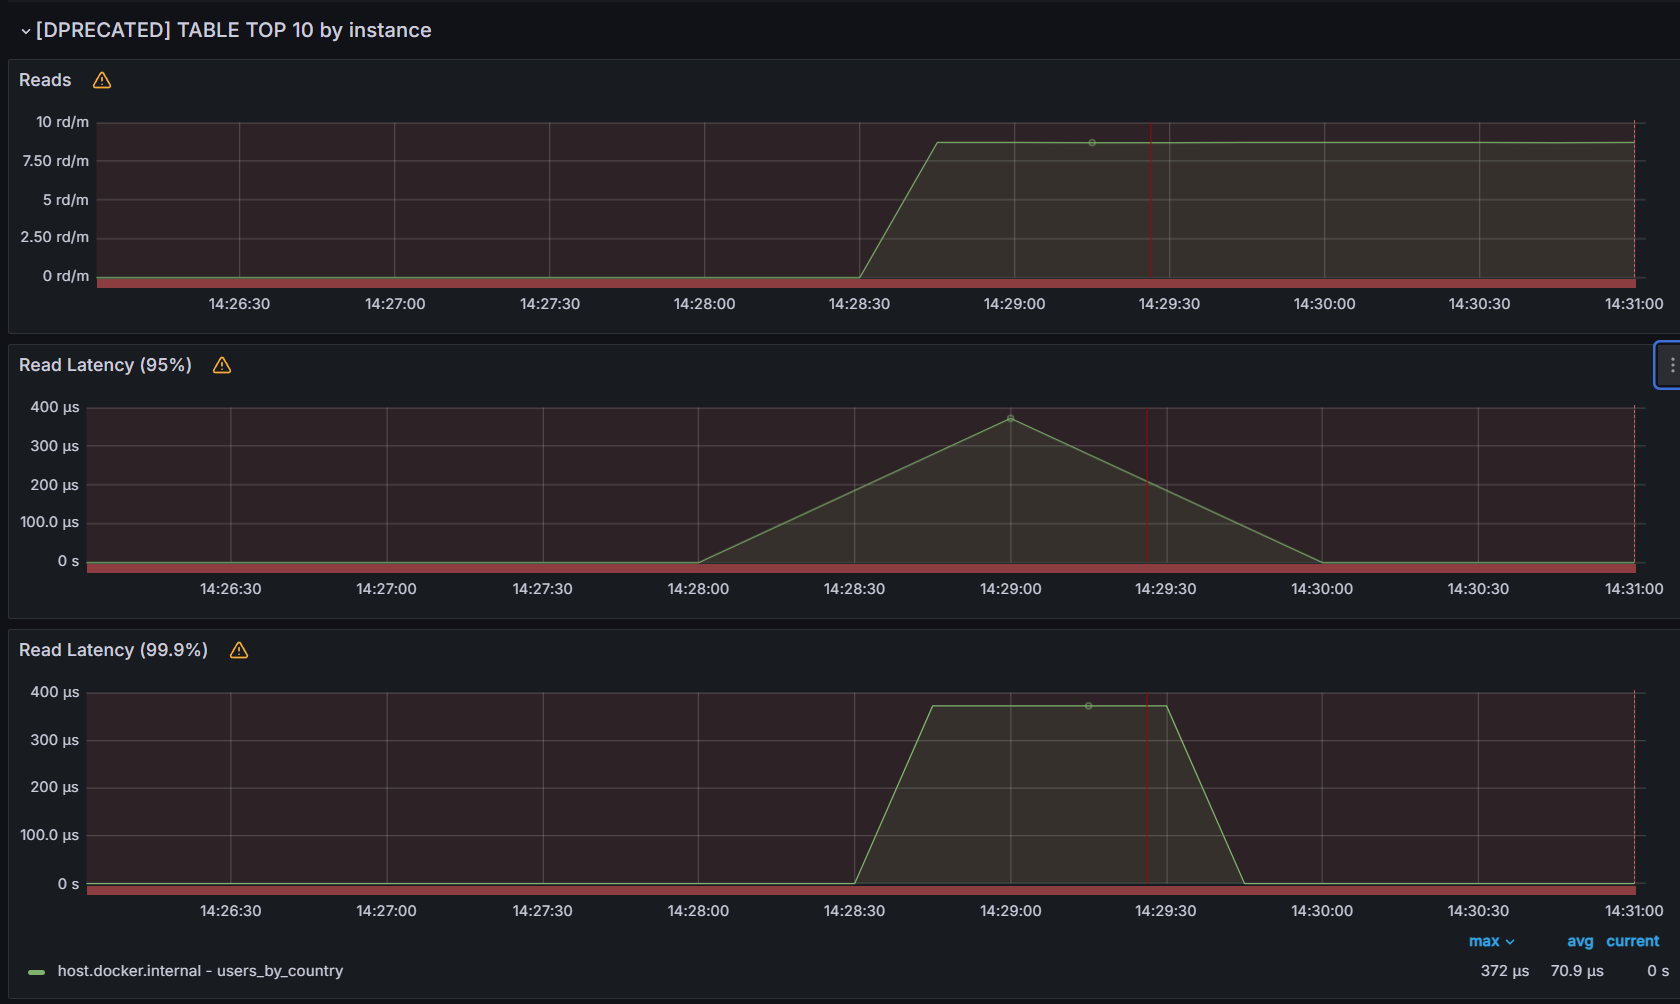 [DPRECATED] TABLE TOP 10 by instance
Reads
10 rd/m
7.50 rd/m
5 rd/m
2.50 rd/m
0 rd/m
14:26:30 14:27:00 14:27:30 14:28:00 14:28:30 14:29:00 14:29:30 14:30:00 14:30:30 14:31:00
Read Latency (95%)
400 µs
300 µs
200 µs
100.0 µs
0 s
14:26:30 14:27:00 14:27:30 14:28:00 14:28:30 14:29:00 14:29:30 14:30:00 14:30:30 14:31:00
Read Latency (99.9%)
400 µs
300 µs
200 µs
100.0 µs
0 s
14:26:30 14:27:00 14:27:30 14:28:00 14:28:30 14:29:00 14:29:30 14:30:00 14:30:30 14:31:00
max avg current
host.docker.internal - users_by_country 372 µs 70.9 µs 0 s